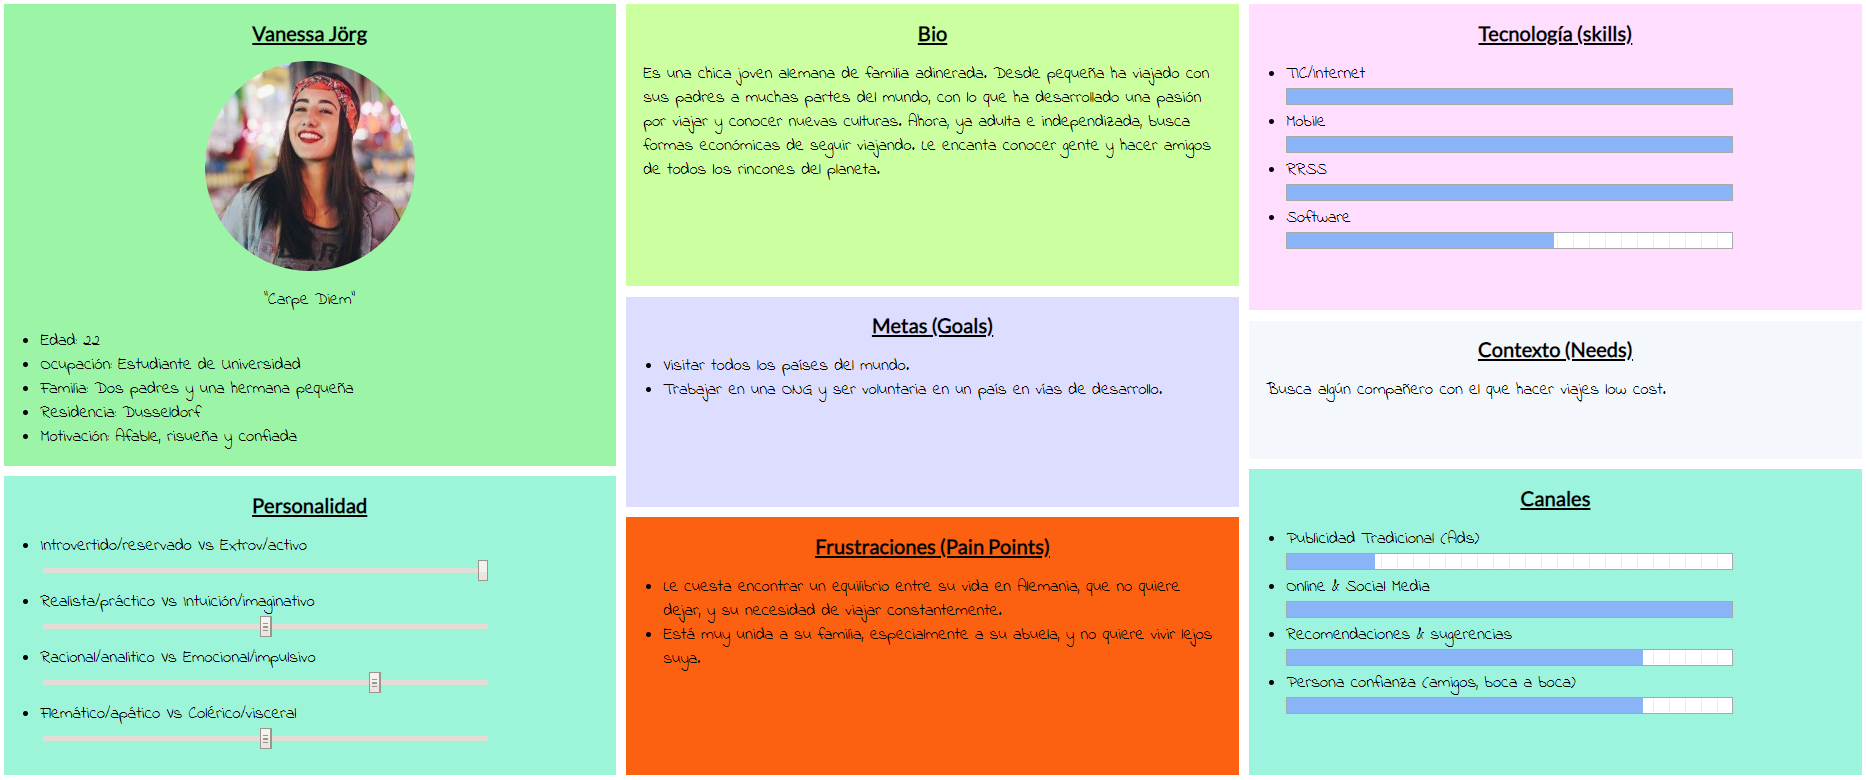 Vanessa Jörg
"Carpe Diem"
Edad: 22
Ocupación: Estudiante de Universidad
Familia: Dos padres y una hermana pequeña
Residencia: Dusseldorf
Motivación: Afable, risueña y confiada
Personalidad
Introvertido/reservado Vs Extrov/activo
Realista/práctico Vs Intuición/imaginativo
Racional/analitico Vs Emocional/impulsivo
Flemático/apático Vs Colérico/visceral
Bio
Es una chica joven alemana de familia adinerada. Desde pequeña ha viajado con
sus padres a muchas partes del mundo, con lo que ha desarrollado una pasión
por viajar y conocer nuevas culturas. Ahora, ya adulta e independizada, busca
formas económicas de seguir viajando. Le encanta conocer gente y hacer amigos
de todos los rincones del planeta.
Metas (Goals)
Visitar todos los países del mundo.
Trabajar en una ONG y ser voluntaria en un país en vías de desarrollo.
Frustraciones (Pain Points)
Le cuesta encontrar un equilibrio entre su vida en Alemania, que no quiere
dejar, y su necesidad de viajar constantemente.
Está muy unida a su familia, especialmente a su abuela, y no quiere vivir lejos
suya.
Tecnología (skills)
TIC/Internet
Mobile
RRSS
Software
Contexto (Needs)
Busca algún compañero con el que hacer viajes low cost.
Canales
Publicidad Tradicional (Ads)
Online & Social Media
Recomendaciones & sugerencias
Persona confianza (amigos, boca a boca)